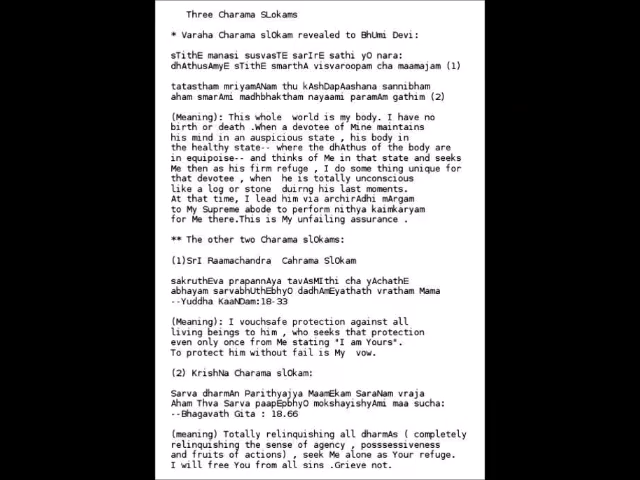 Three Charama SLokams
* Varaha Charama slOkam revealed to BhUmi Devi:
sTithE manasi susvasTE sarIrE sathi yO nara:
dhAthusAmyE sTithE smarthA visvaroopam cha maamajam (1)
tatastham mriyamANam thu kAshDapAashana sannibham
aham smarAmi madhbhaktham nayaami paramAm gathim (2)
(Meaning): This whole world is my body. I have no
birth or death .When a devotee of Mine maintains
his mind in an auspicious state , his body in
the healthy state-- where the dhAthus of the body are
in equipoise-- and thinks of Me in that state and seeks
Me then as his firm refuge , I do some thing unique for
that devotee , when he is totally unconscious
like a log or stone duirng his last moments.
At that time, I lead him via archirAdhi mArgam
to My Supreme abode to perform nithya kaimkaryam
for Me there.This is My unfailing assurance .
** The other two Charama slOkams:
(1)SrI Raamachandra Cahrama SlOkam
sakruthEva prapannAya tavAsMIthi cha yAchathE
abhayam sarvabhUthEbhyO dadhAmEyathath vratham Mama
--Yuddha KaaNDam:18-33
(Meaning): I vouchsafe protection against all
living beings to him , who seeks that protection
even only once from Me stating "I am Yours".
To protect him without fail is My vow.
(2) KrishNa Charama slOkam:
Sarva dharmAn Parithyajya MaamEkam SaraNam vraja
Aham Thva Sarva paapEpbhyO mokshayishyAmi maa sucha:
--Bhagavath Gita : 18.66
(meaning) Totally relinquishing all dharmAs ( completely
relinquishing the sense of agency , posssessiveness
and fruits of actions) , seek Me alone as Your refuge.
I will free You from all sins .Grieve not.